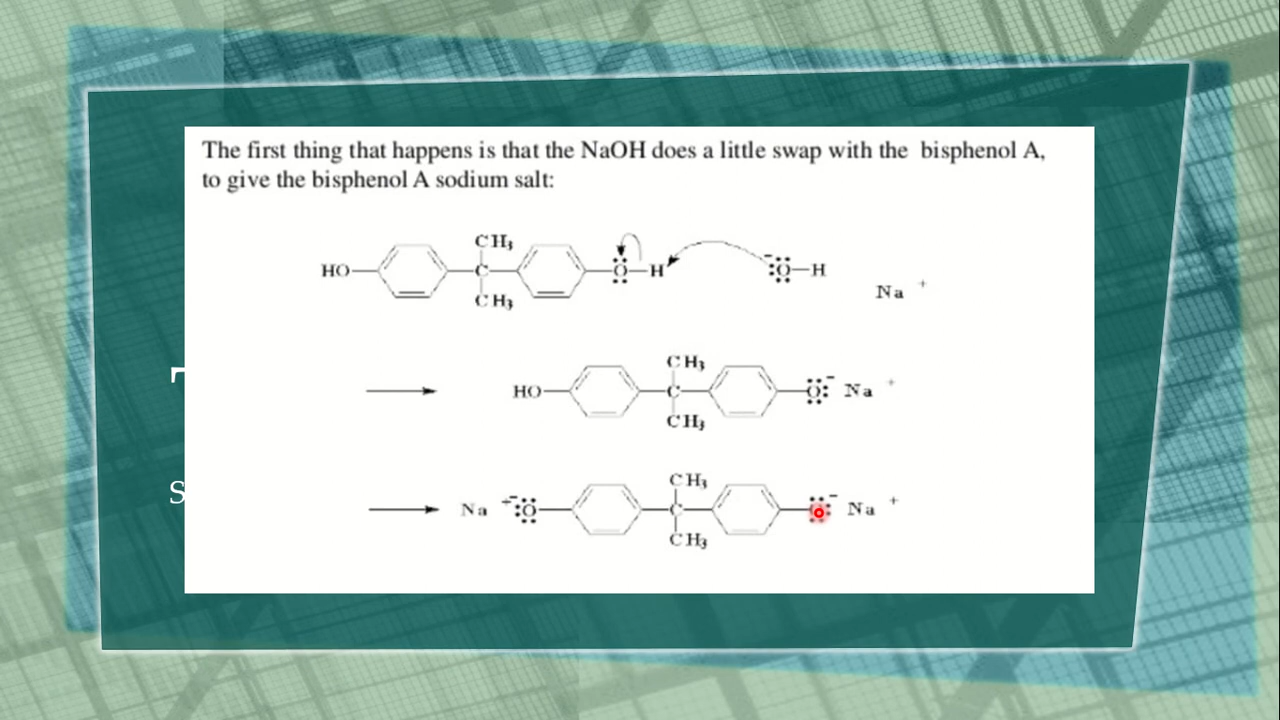 The first thing that happens is that the NaOH does a little swap with the bisphenol A,
to give the bisphenol A sodium salt:
CH₃
HO C O H :O H
CH₃ Na +
CH₃
HO C O: - Na +
CH₃
CH₃
Na + - :O C O: - Na +
CH₃
S